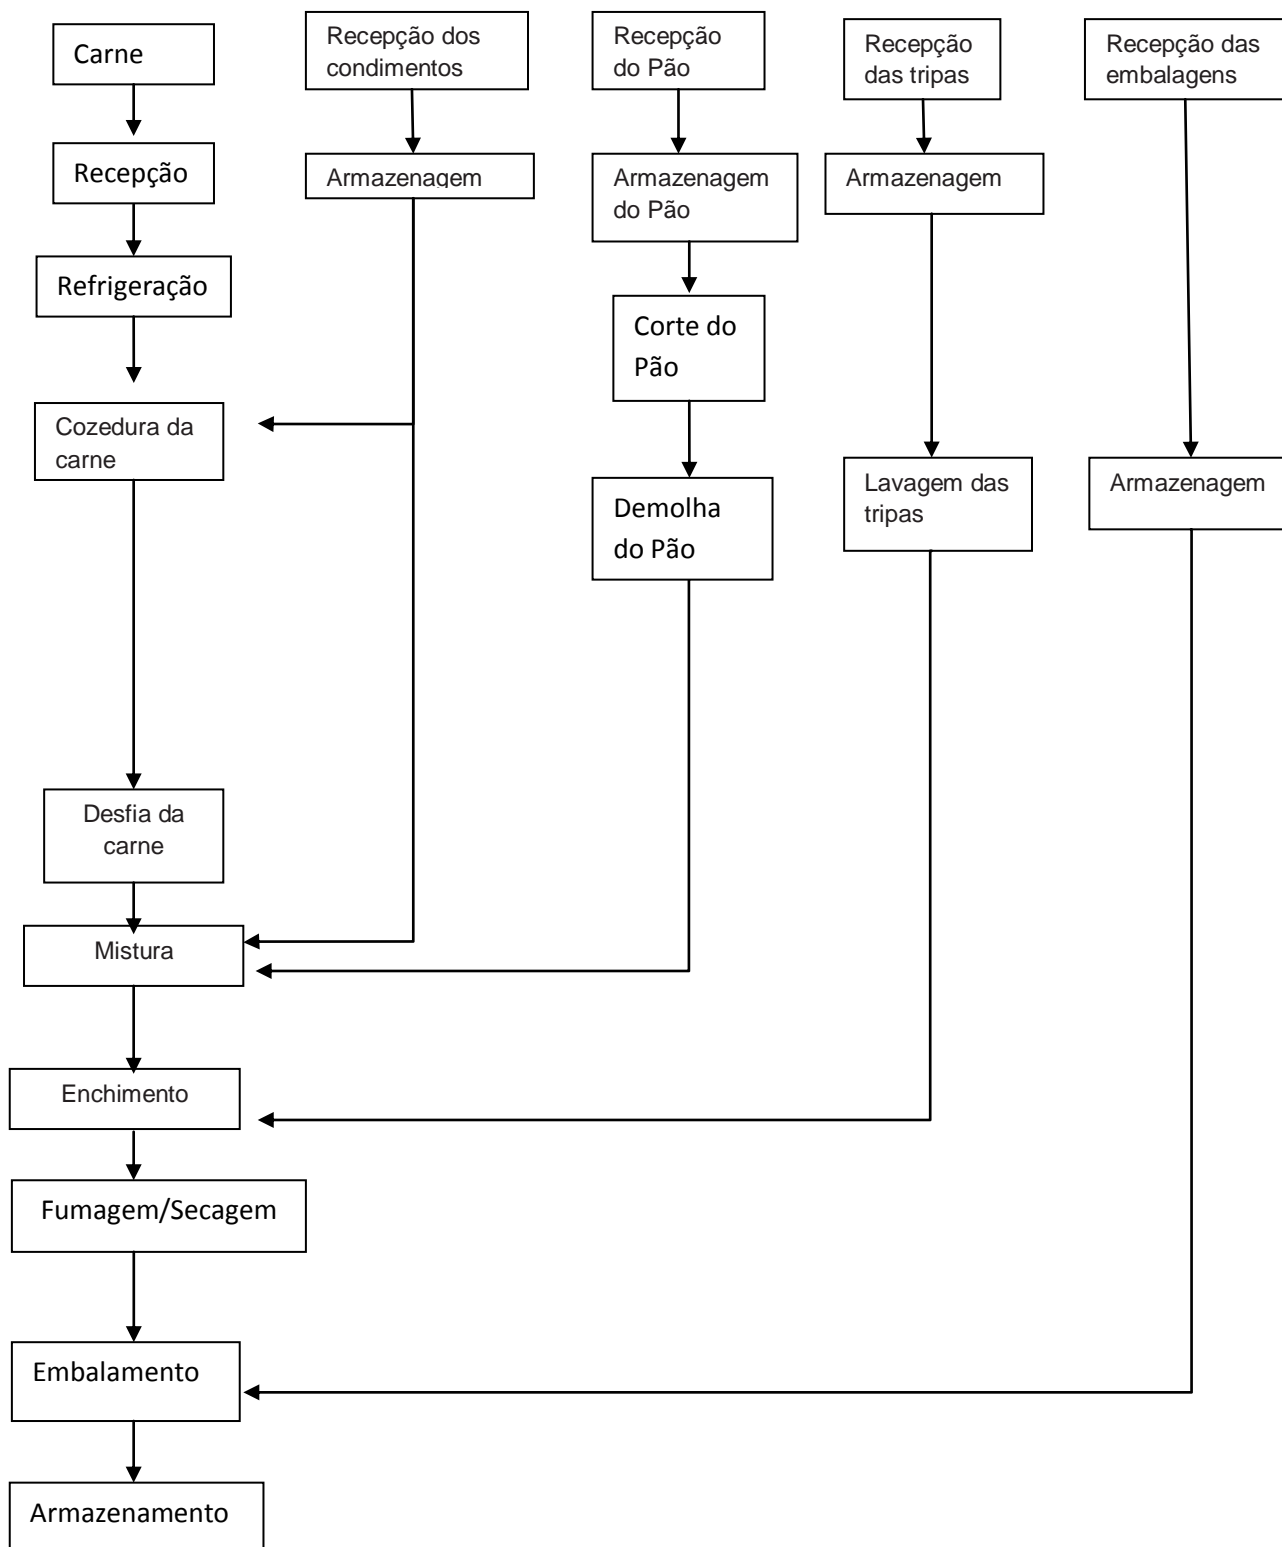 Carne
Recepção dos
condimentos
Recepção
do Pão
Recepção
das tripas
Recepção das
embalagens
Recepção
Armazenagem
Armazenagem
do Pão
Armazenagem
Refrigeração
Corte do
Pão
Cozedura da
carne
Demolha
do Pão
Lavagem das
tripas
Armazenagem
Desfia da
carne
Mistura
Enchimento
Fumagem/Secagem
Embalamento
Armazenamento